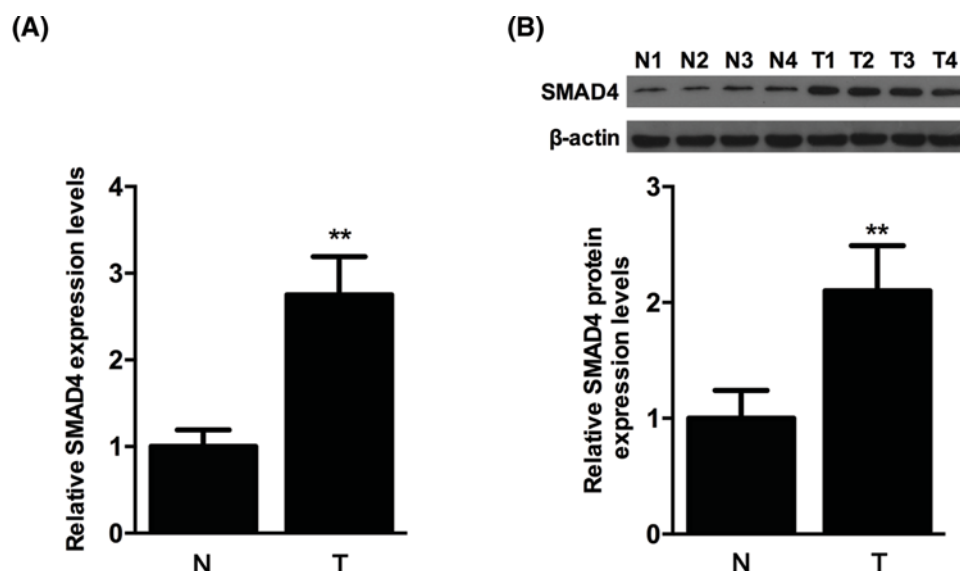 (A)
Relative SMAD4 expression levels
4
3
2
1
0
**
N
T
(B)
N1 N2 N3 N4 T1 T2 T3 T4
SMAD4
β-actin
Relative SMAD4 protein
expression levels
3
2
1
0
**
N
T